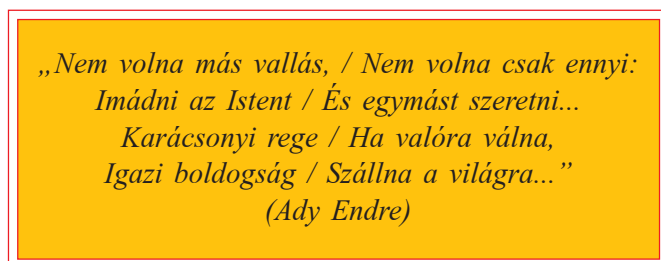 „Nem volna más vallás, / Nem volna csak ennyi:
Imádni az Istent / És egymást szeretni...
Karácsonyi rege / Ha valóra válna,
Igazi boldogság / Szállna a világra...”
(Ady Endre)